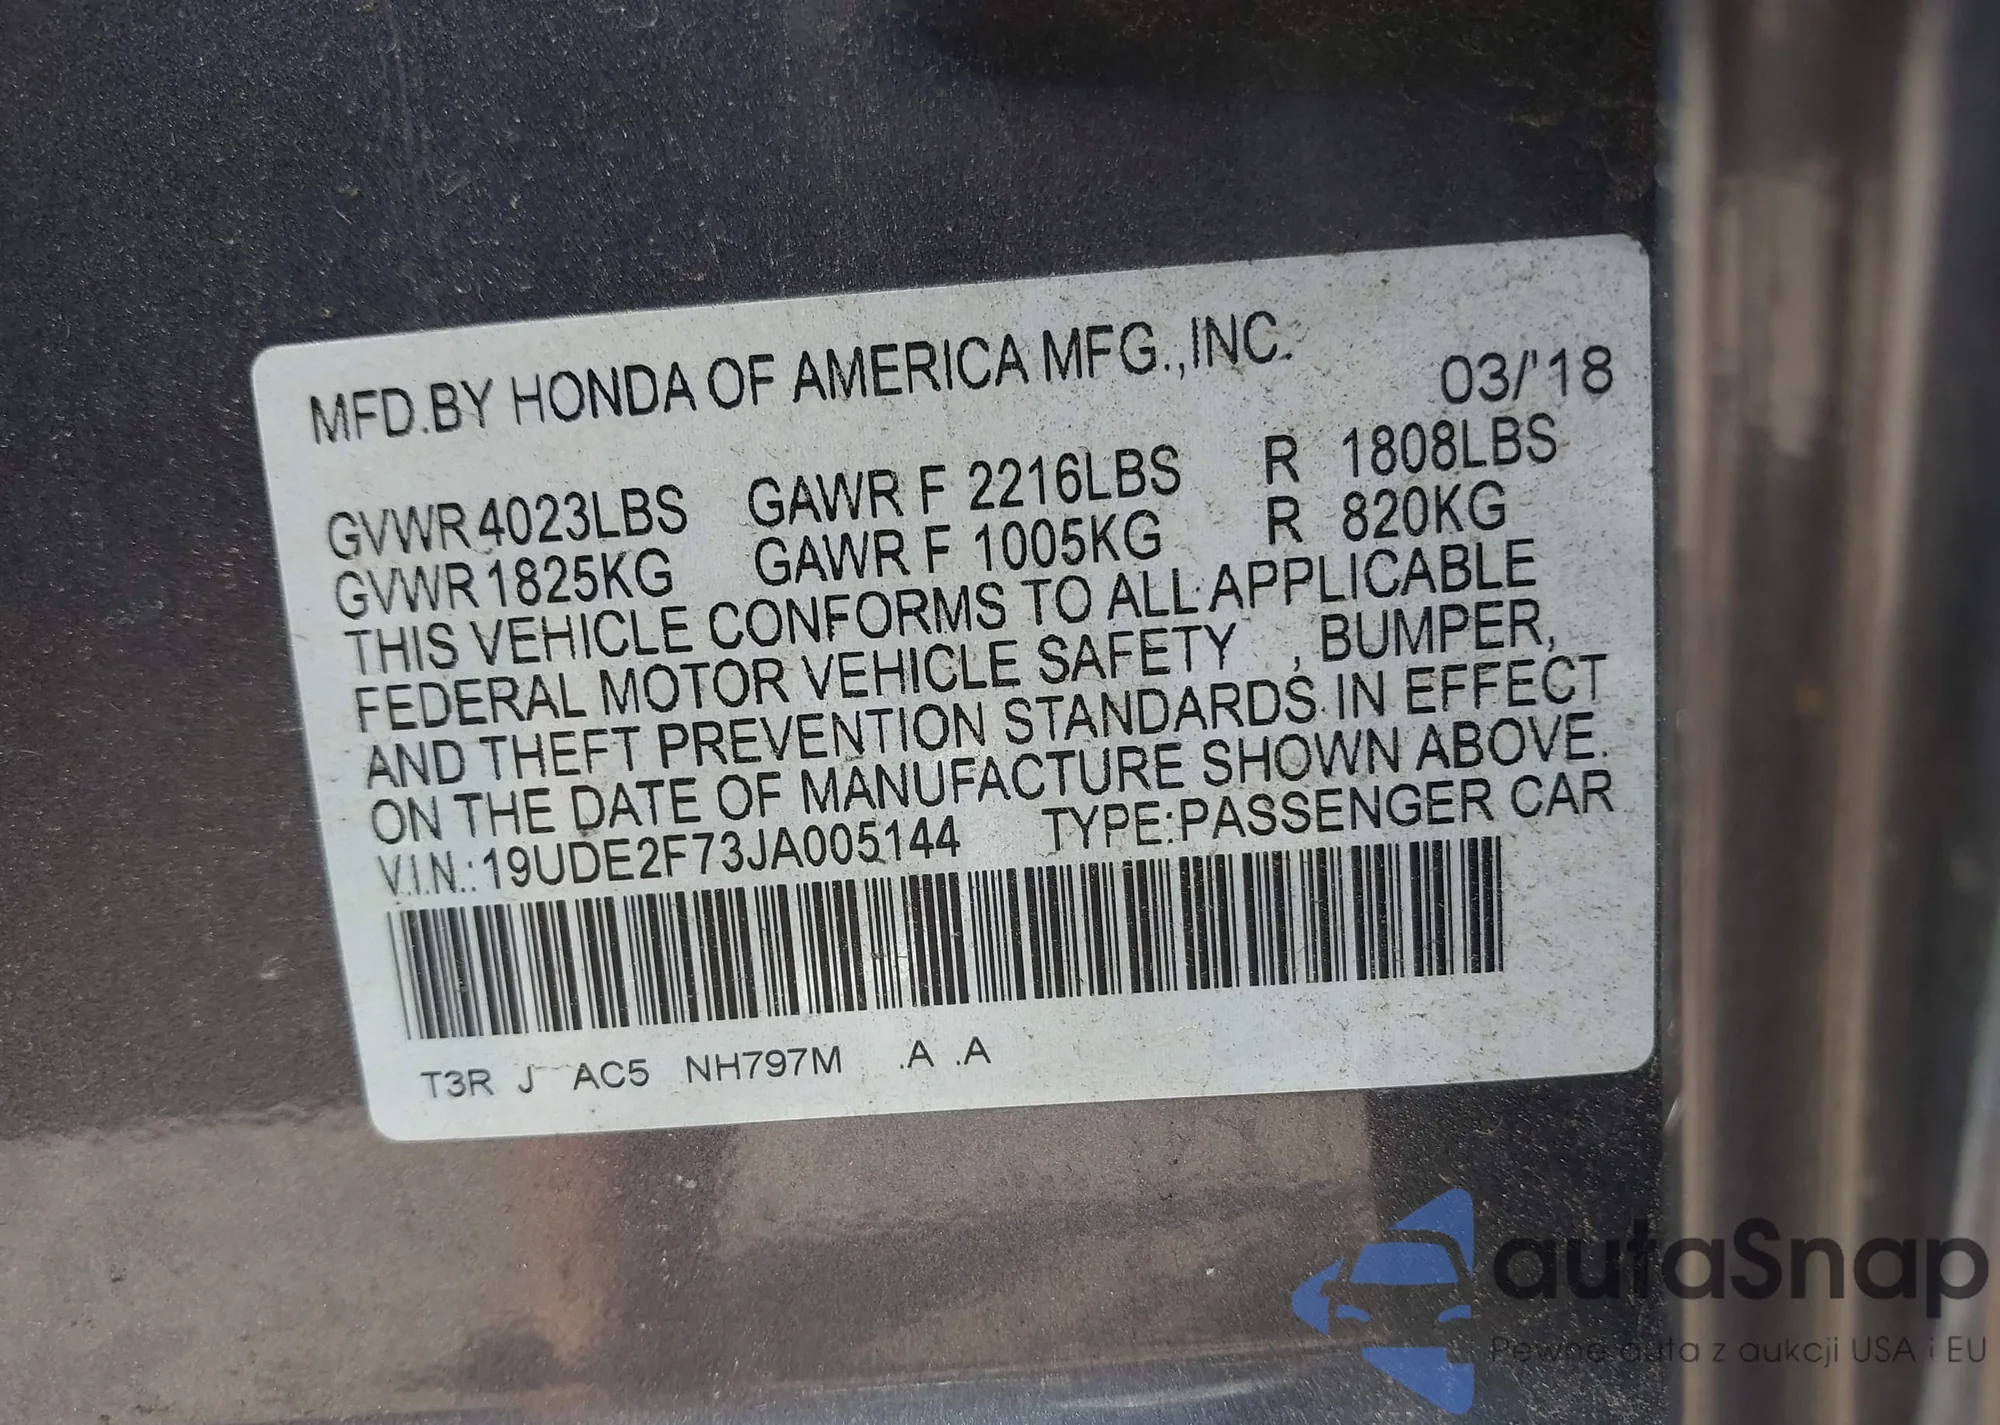 MFD.BY HONDA OF AMERICA MFG.,INC. 03/'18
GVWR 4023LBS GAWR F 2216LBS R 1808LBS
GVWR 1825KG GAWR F 1005KG R 820KG
THIS VEHICLE CONFORMS TO ALL APPLICABLE
FEDERAL MOTOR VEHICLE SAFETY , BUMPER,
AND THEFT PREVENTION STANDARDS IN EFFECT
ON THE DATE OF MANUFACTURE SHOWN ABOVE.
V.I.N.: 19UDE2F73JA005144 TYPE:PASSENGER CAR
T3R J AC5 NH797M .A .A
autaSnap
Pewne auta z aukcji USA i EU